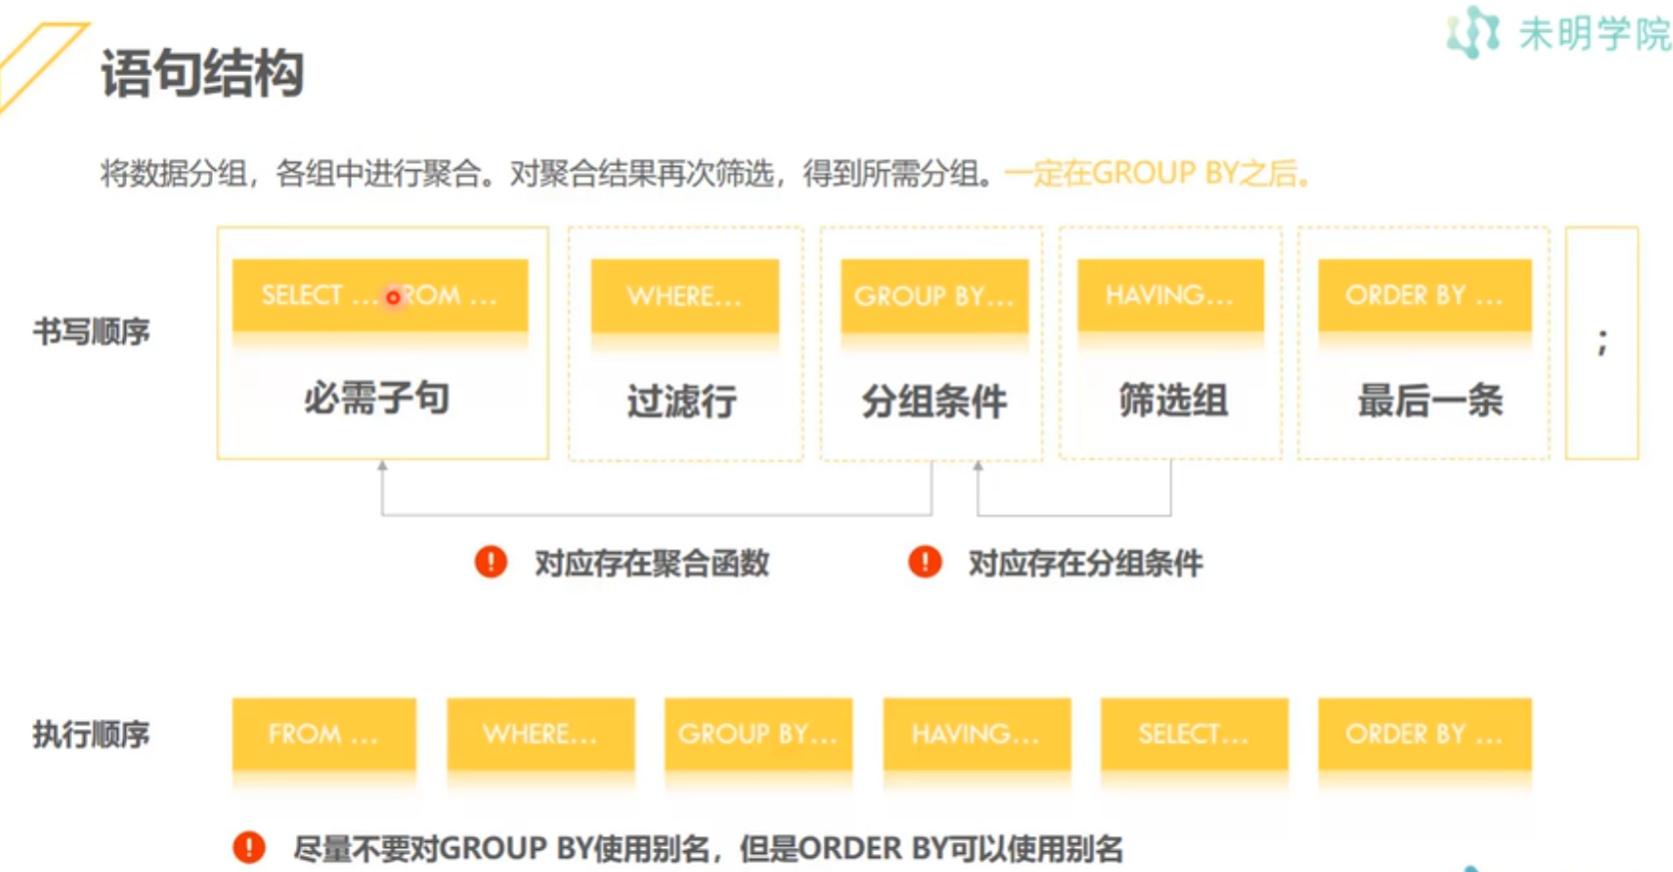 未明学院
语句结构
将数据分组，各组中进行聚合。对聚合结果再次筛选，得到所需分组。一定在GROUP BY之后。
书写顺序
SELECT … FROM …
WHERE…
GROUP BY…
HAVING…
ORDER BY …
;
必需子句
过滤行
分组条件
筛选组
最后一条
! 对应存在聚合函数
! 对应存在分组条件
执行顺序
FROM …
WHERE…
GROUP BY…
HAVING…
SELECT…
ORDER BY …
! 尽量不要对GROUP BY使用别名，但是ORDER BY可以使用别名